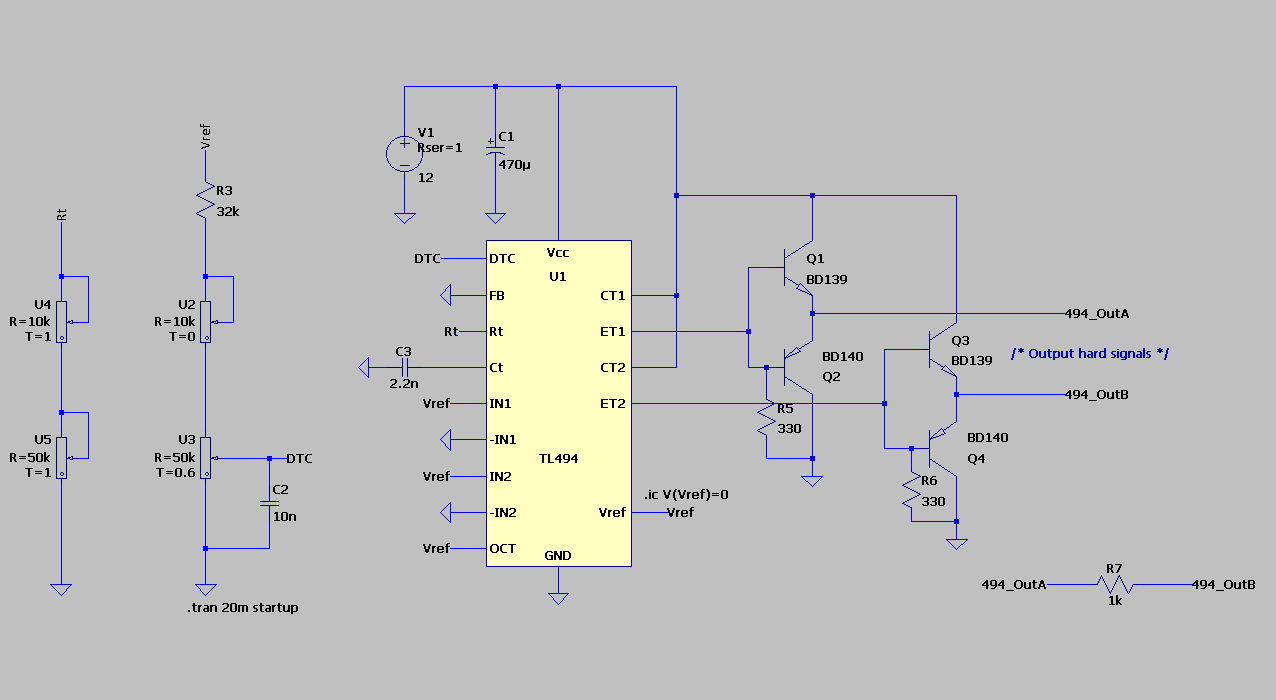 Rt
U4
R=10k
T=1
U5
R=50k
T=1
Vref
R3
32k
U2
R=10k
T=0
U3
R=50k
T=0.6
DTC
C2
10n
.tran 20m startup
V1
Rser=1
12
C1
470µ
DTC
Rt
C3
2.2n
Vref
Vref
Vref
Vcc
U1
DTC
FB
Rt
Ct
IN1
-IN1
IN2
-IN2
OCT
TL494
CT1
ET1
CT2
ET2
Vref
GND
.ic V(Vref)=0
Vref
Q1
BD139
BD140
Q2
R5
330
494_OutA
Q3
BD139
/* Output hard signals */
494_OutB
BD140
Q4
R6
330
494_OutA
R7
1k
494_OutB